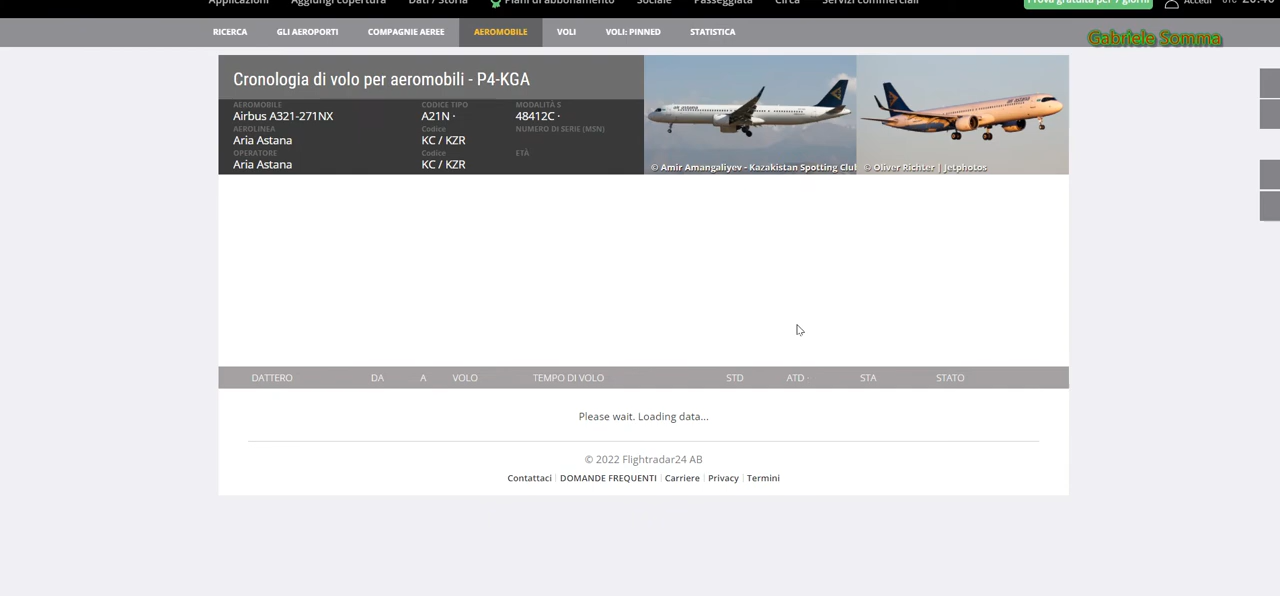 Applicazioni Aggiungi copertura Dati / Storia Piani di abbonamento Sociale Passeggiata Circa Servizi commerciali Prova gratuita per 7 giorni Accedi UTC 20:40
RICERCA GLI AEROPORTI COMPAGNIE AEREE AEROMOBILE VOLI VOLI: PINNED STATISTICA
Gabriele Somma
Cronologia di volo per aeromobili - P4-KGA
AEROMOBILE CODICE TIPO MODALITÀ S
Airbus A321-271NX A21N · 48412C ·
AEROLINEA Codice NUMERO DI SERIE (MSN)
Aria Astana KC / KZR
OPERATORE Codice ETÀ
Aria Astana KC / KZR
© Amir Amangaliyev - Kazakistan Spotting Clul © Oliver Richter | Jetphotos
DATTERO DA A VOLO TEMPO DI VOLO STD ATD · STA STATO
Please wait. Loading data...
© 2022 Flightradar24 AB
Contattaci | DOMANDE FREQUENTI | Carriere | Privacy | Termini